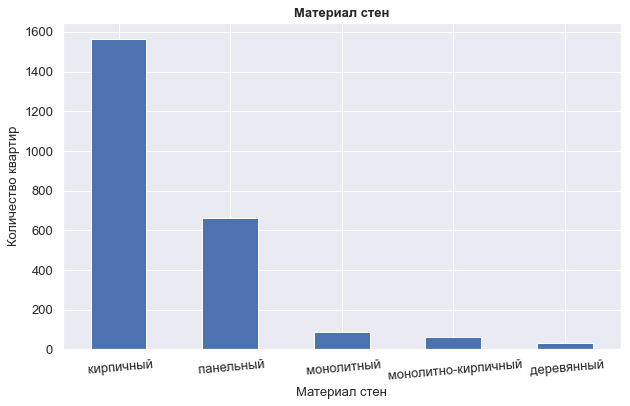 Материал стен
1600
1400
1200
1000
800
600
400
200
0
Количество квартир
кирпичный
панельный
монолитный
монолитно-кирпичный
деревянный
Материал стен